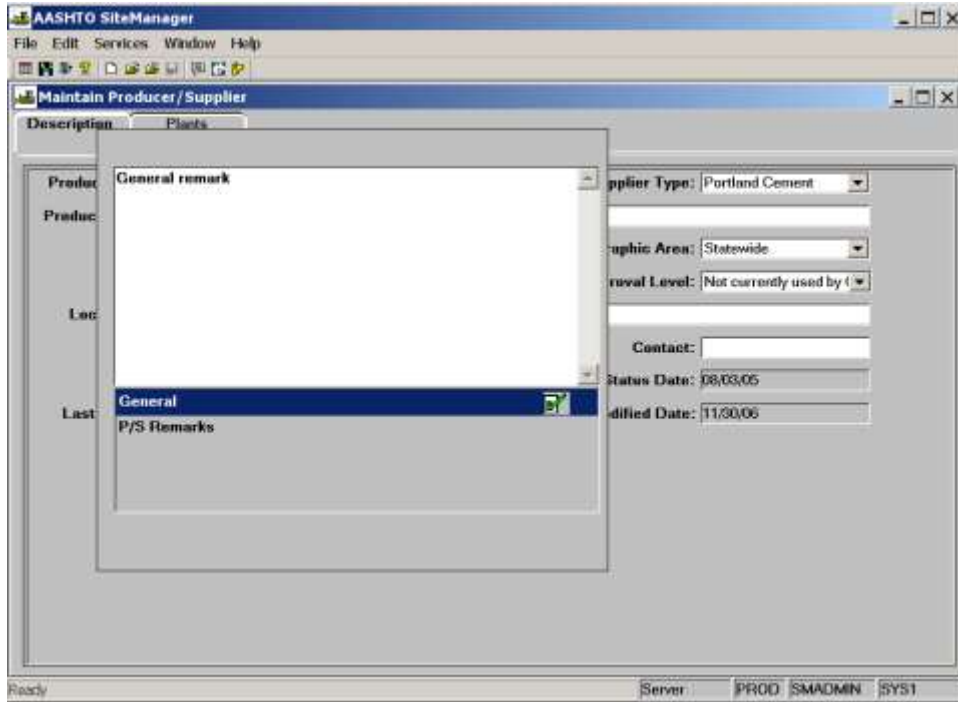 AASHTO SiteManager
File Edit Services Window Help
Maintain Producer/Supplier
Description Plants
General remark
Produc
pplier Type: Portland Cement
Produc
aphic Area: Statewide
roval Level: Not currently used by (
Loc
Contact:
Status Date: 08/03/05
General
Last
dified Date: 11/30/06
P/S Remarks
Ready
Server PROD SMADMIN SYS1